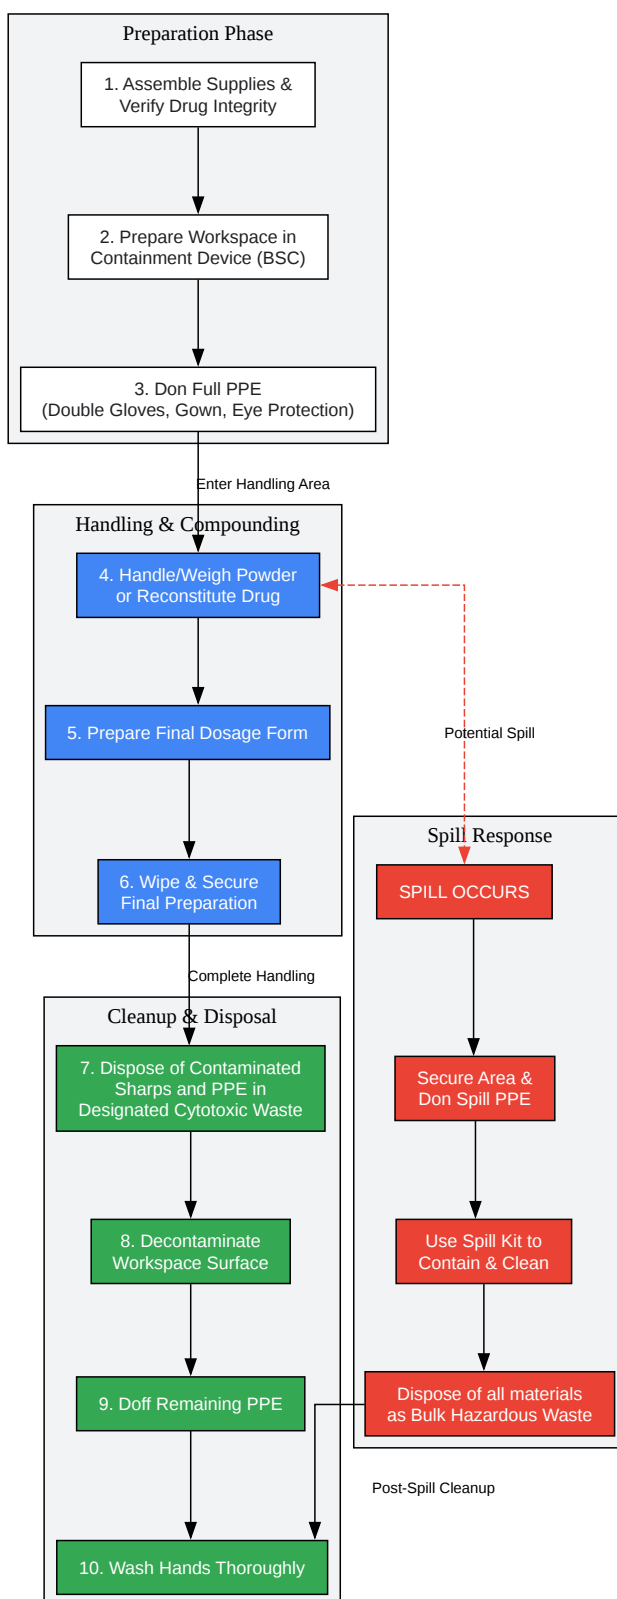 Preparation Phase
1. Assemble Supplies &
Verify Drug Integrity
2. Prepare Workspace in
Containment Device (BSC)
3. Don Full PPE
(Double Gloves, Gown, Eye Protection)
Enter Handling Area
Handling & Compounding
4. Handle/Weigh Powder
or Reconstitute Drug
5. Prepare Final Dosage Form
Potential Spill
6. Wipe & Secure
Final Preparation
Complete Handling
Spill Response
SPILL OCCURS
Secure Area &
Don Spill PPE
Use Spill Kit to
Contain & Clean
Dispose of all materials
as Bulk Hazardous Waste
Post-Spill Cleanup
Cleanup & Disposal
7. Dispose of Contaminated
Sharps and PPE in
Designated Cytotoxic Waste
8. Decontaminate
Workspace Surface
9. Doff Remaining PPE
10. Wash Hands Thoroughly